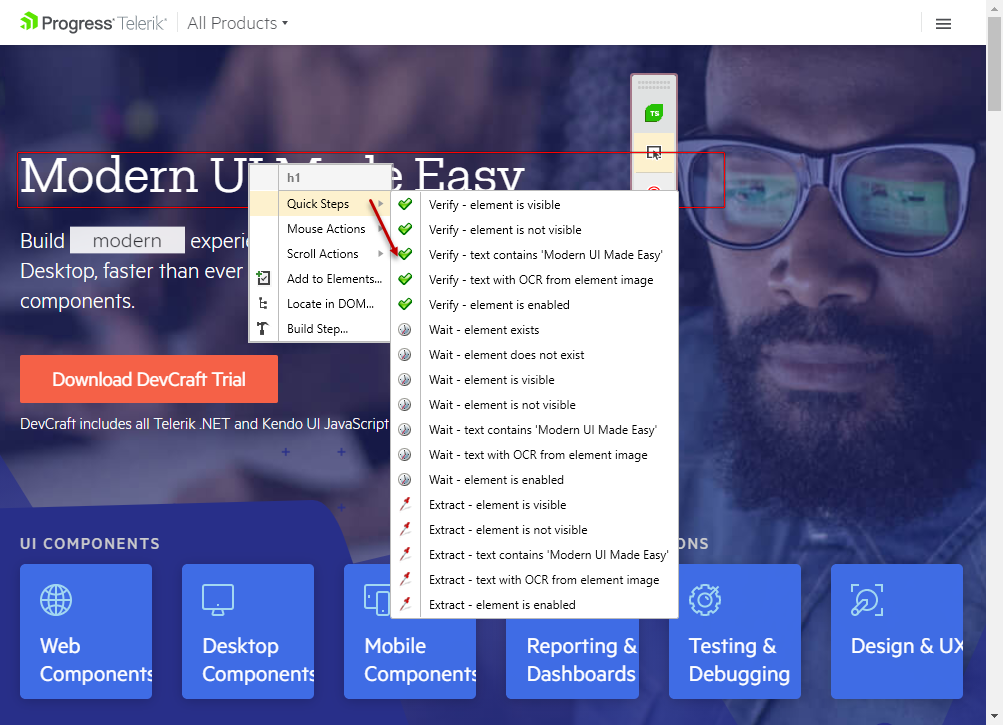 Progress Telerik
All Products
TS
Modern UI Made Easy
h1
Quick Steps
Mouse Actions
Scroll Actions
Add to Elements...
Locate in DOM...
Build Step...
Verify - element is visible
Verify - element is not visible
Verify - text contains 'Modern UI Made Easy'
Verify - text with OCR from element image
Verify - element is enabled
Wait - element exists
Wait - element does not exist
Wait - element is visible
Wait - element is not visible
Wait - text contains 'Modern UI Made Easy'
Wait - text with OCR from element image
Wait - element is enabled
Extract - element is visible
Extract - element is not visible
Extract - text contains 'Modern UI Made Easy'
Extract - text with OCR from element image
Extract - element is enabled
Build modern
Desktop, faster than ever
components.
Download DevCraft Trial
DevCraft includes all Telerik .NET and Kendo UI JavaScript
UI COMPONENTS
Web
Components
Desktop
Components
Mobile
Components
Reporting &
Dashboards
Testing &
Debugging
Design & UX